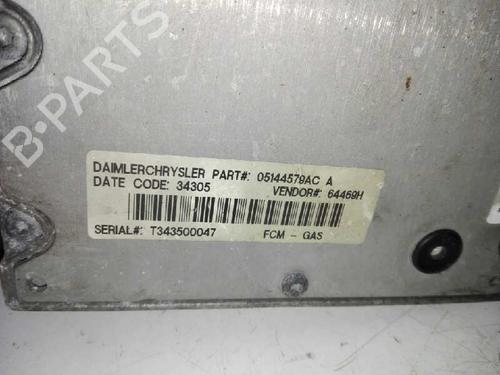 B-PARTS
DAIMLERCHRYSLER PART#: 05144579AC A
DATE CODE: 34305 VENDOR#: 64469H
SERIAL#: T343500047 FCM - GAS